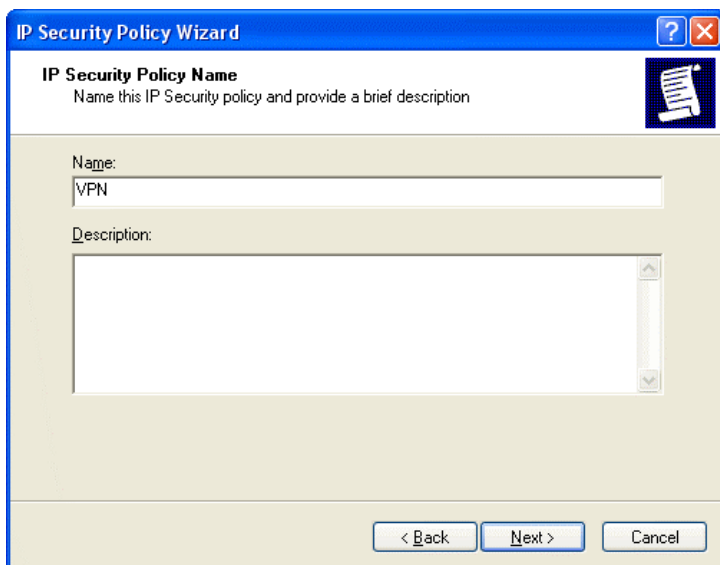 IP Security Policy Wizard
IP Security Policy Name
Name this IP Security policy and provide a brief description
Name:
VPN
Description:
< Back Next > Cancel